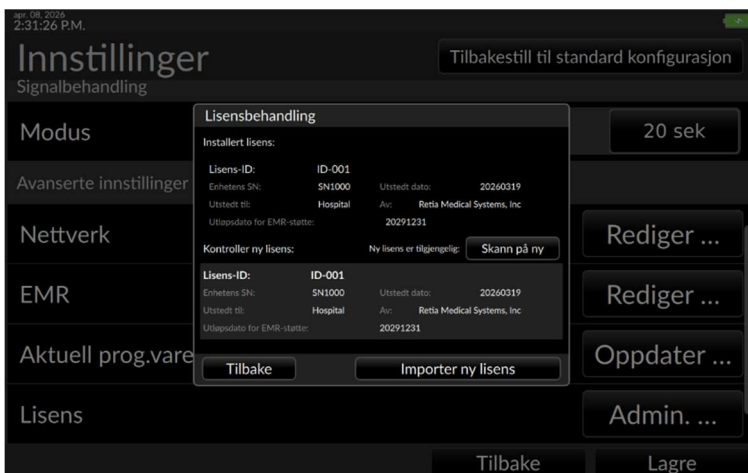 apr. 08, 2026
2:31:26 P.M.
Innstillinger
Tilbakestill til standard konfigurasjon
Signalbehandling
Modus
20 sek
Avanserte innstillinger
Nettverk
Rediger ...
EMR
Rediger ...
Aktuell prog.vare
Oppdater ...
Lisens
Admin. ...
Tilbake Lagre
Lisensbehandling
Installert lisens:
Lisens-ID: ID-001
Enhetens SN: SN1000 Utstedt dato: 20260319
Utstedt til: Hospital Av: Retia Medical Systems, Inc
Utløpsdato for EMR-støtte: 20291231
Kontroller ny lisens: Ny lisens er tilgjengelig: Skann på ny
Lisens-ID: ID-001
Enhetens SN: SN1000 Utstedt dato: 20260319
Utstedt til: Hospital Av: Retia Medical Systems, Inc
Utløpsdato for EMR-støtte: 20291231
Tilbake Importer ny lisens